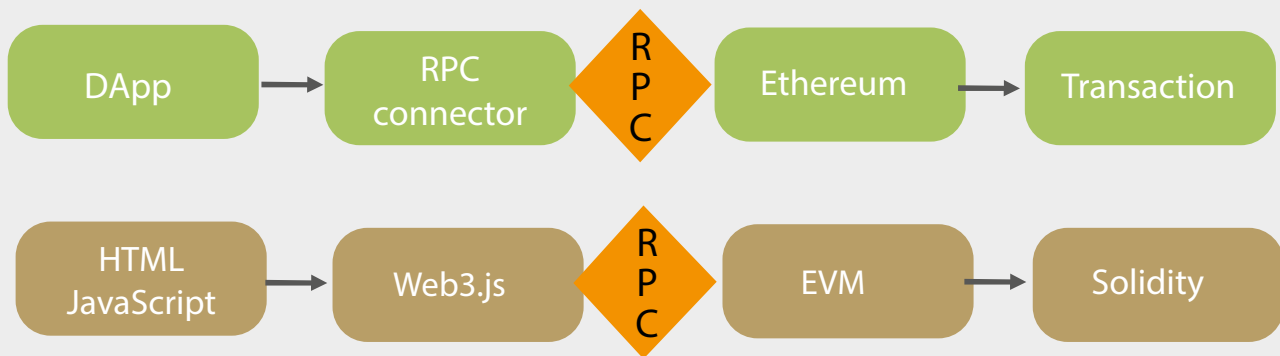 DApp
RPC
connector
R
P
C
Ethereum
Transaction
HTML
JavaScript
Web3.js
R
P
C
EVM
Solidity